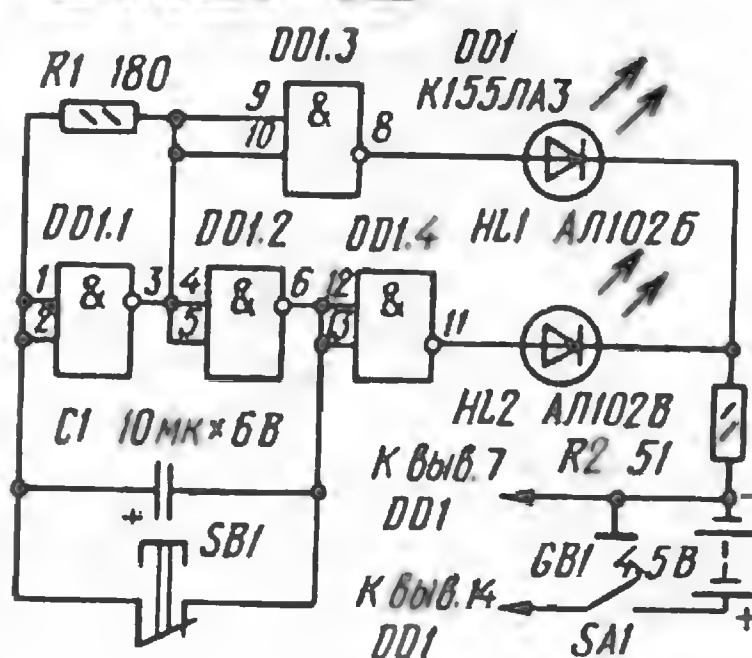 DD1.3 DD1
R1 180 К155ЛА3
9
10 & 8
DD1.1 DD1.2 DD1.4 HL1 АЛ102Б
1 & 3 4 & 6 12 & 11
2 5 13
С1 10мк×6В HL2 АЛ102В
К выв.7 R2 51
DD1 −
+ SB1 GB1 4,5В
К выв.14 +
DD1 SA1